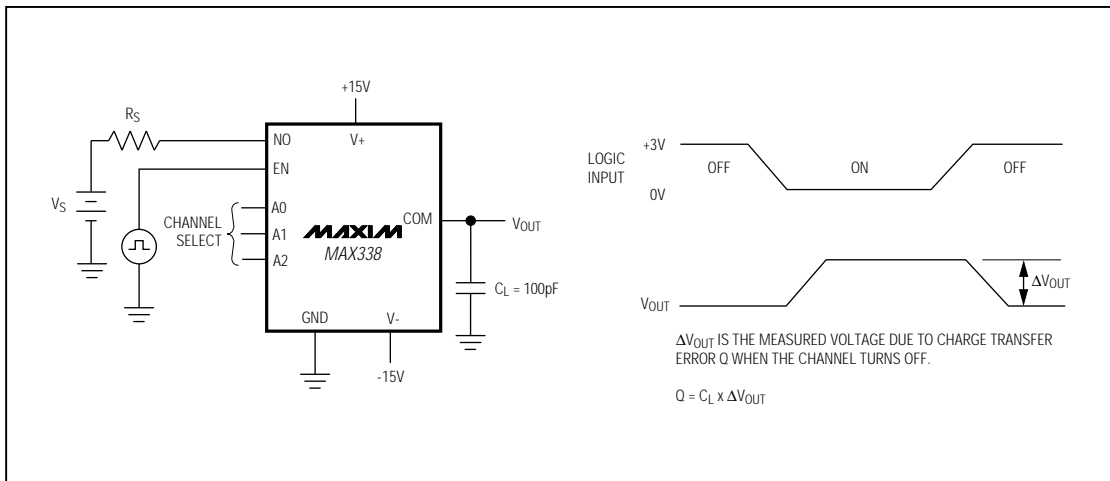 +15V
RS
NO
V+
EN
VS
A0
CHANNEL
SELECT
A1
A2
MAXIM
MAX338
COM
VOUT
CL = 100pF
GND
V-
-15V
LOGIC
INPUT
+3V
0V
OFF
ON
OFF
VOUT
ΔVOUT
ΔVOUT IS THE MEASURED VOLTAGE DUE TO CHARGE TRANSFER
ERROR Q WHEN THE CHANNEL TURNS OFF.
Q = CL x ΔVOUT